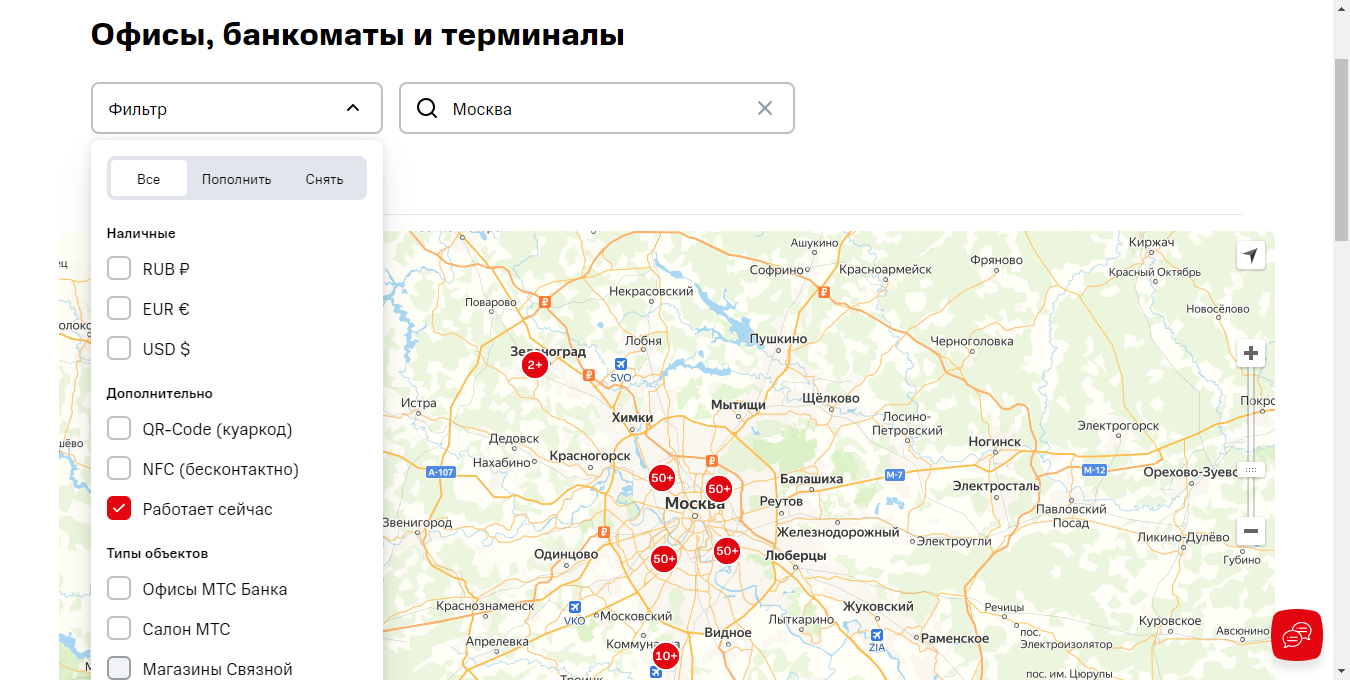 Офисы, банкоматы и терминалы
Фильтр
Москва
Все
Пополнить
Снять
Наличные
RUB ₽
EUR €
USD $
Дополнительно
QR-Code (куаркод)
NFC (бесконтактно)
Работает сейчас
Типы объектов
Офисы МТС Банка
Салон МТС
Магазины Связной
Ашукино
Киржач
Софрино
Красноармейск
Фряново
Красный Октябрь
Некрасовский
Поварово
Новосёлово
Лобня
Пушкино
Черноголовка
Зеленоград
2+
SVO
Истра
Химки
Мытищи
Щёлково
Лосино-
Петровский
Электрогорск
Дедовск
Ногинск
Нахабино
Красногорск
А-107
50+
50+
Балашиха
М-7
М-12
Орехово-Зуево
Москва
Реутов
Электросталь
Звенигород
Павловский
Посад
Железнодорожный
Электроугли
Ликино-Дулёво
Одинцово
50+
50+
Люберцы
Губино
Краснознаменск
VKO
Московский
Жуковский
Речицы
Лыткарино
Куровское
Авсюнино
Апрелевка
Видное
ZIA
Раменское
пос.
Электроизолятор
10+
пос. им. Цюрупы